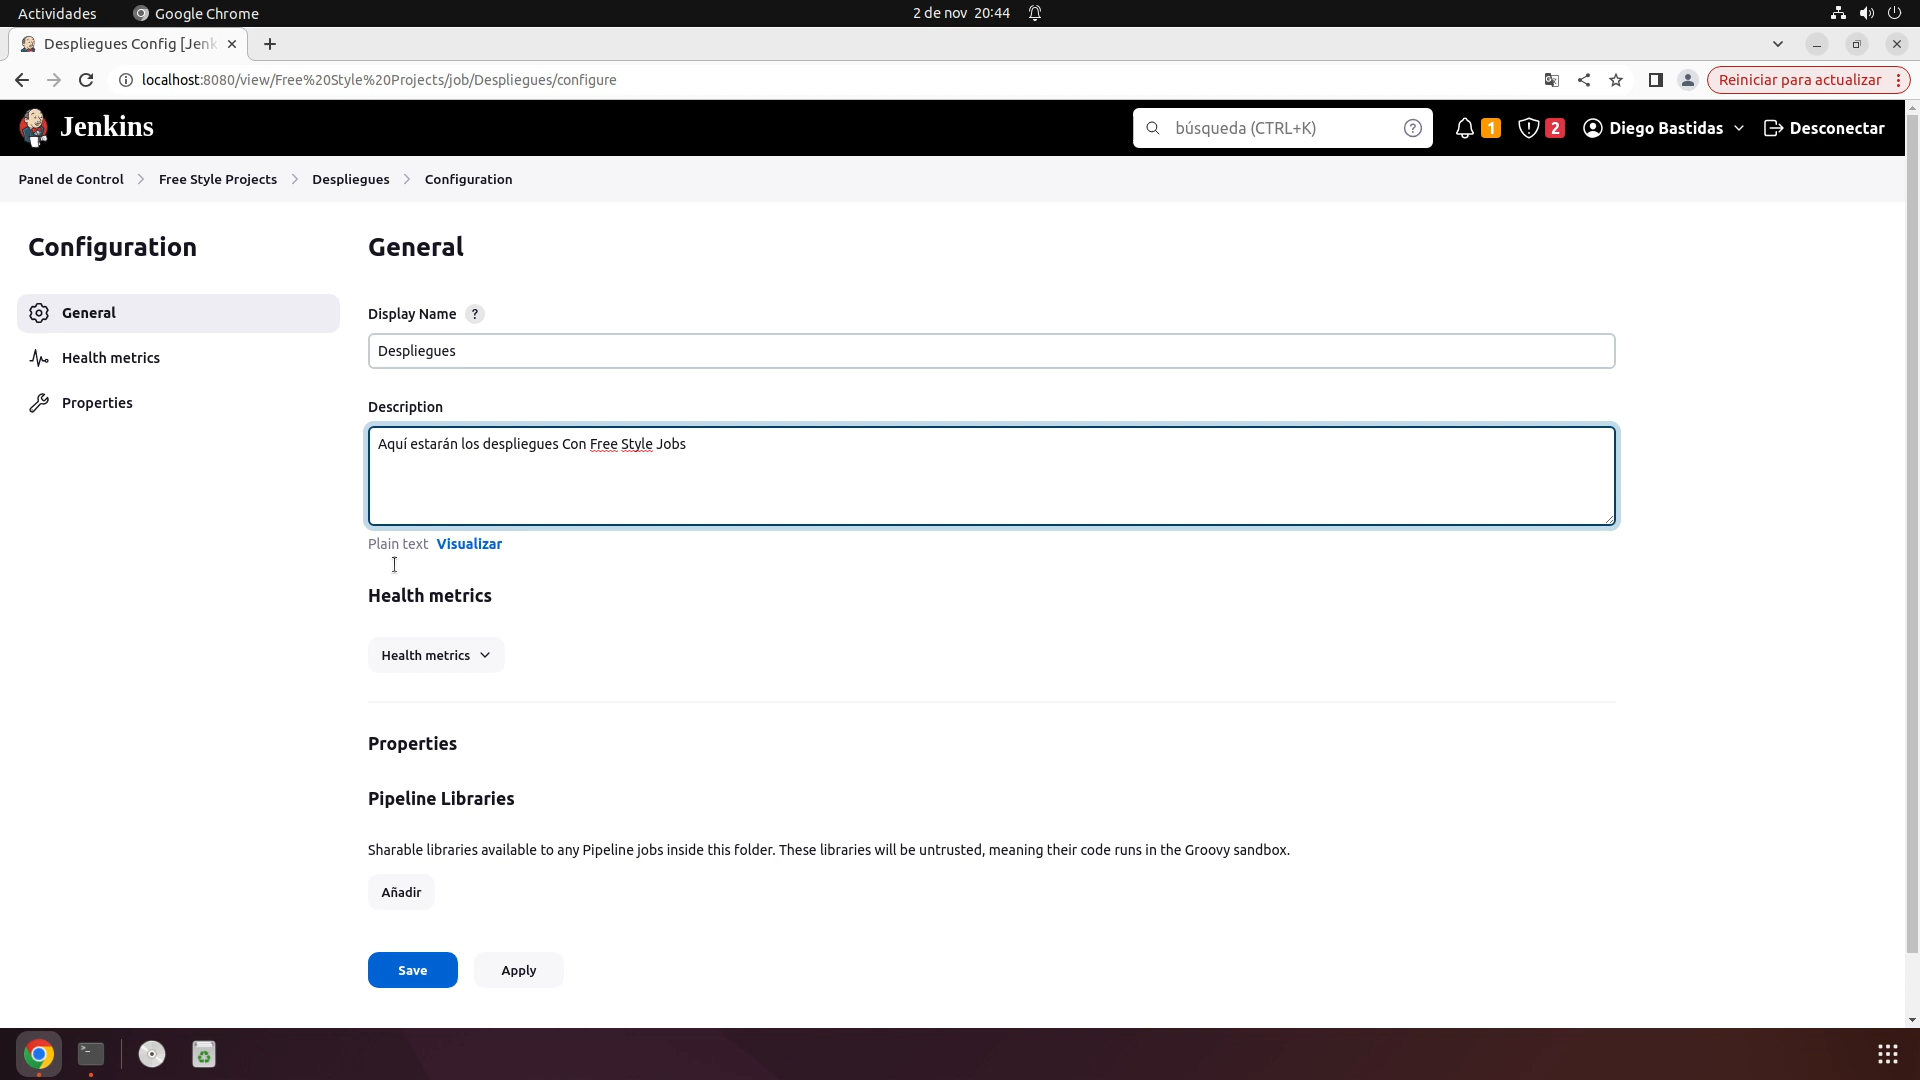 Actividades
Google Chrome
2 de nov 20:44
Despliegues Config [Jenk
localhost:8080/view/Free%20Style%20Projects/job/Despliegues/configure
Reiniciar para actualizar
Jenkins
búsqueda (CTRL+K)
1
2
Diego Bastidas
Desconectar
Panel de Control
Free Style Projects
Despliegues
Configuration
Configuration
General
Health metrics
Properties
General
Display Name ?
Despliegues
Description
Aquí estarán los despliegues Con Free Style Jobs
Plain text Visualizar
Health metrics
Health metrics
Properties
Pipeline Libraries
Sharable libraries available to any Pipeline jobs inside this folder. These libraries will be untrusted, meaning their code runs in the Groovy sandbox.
Añadir
Save
Apply